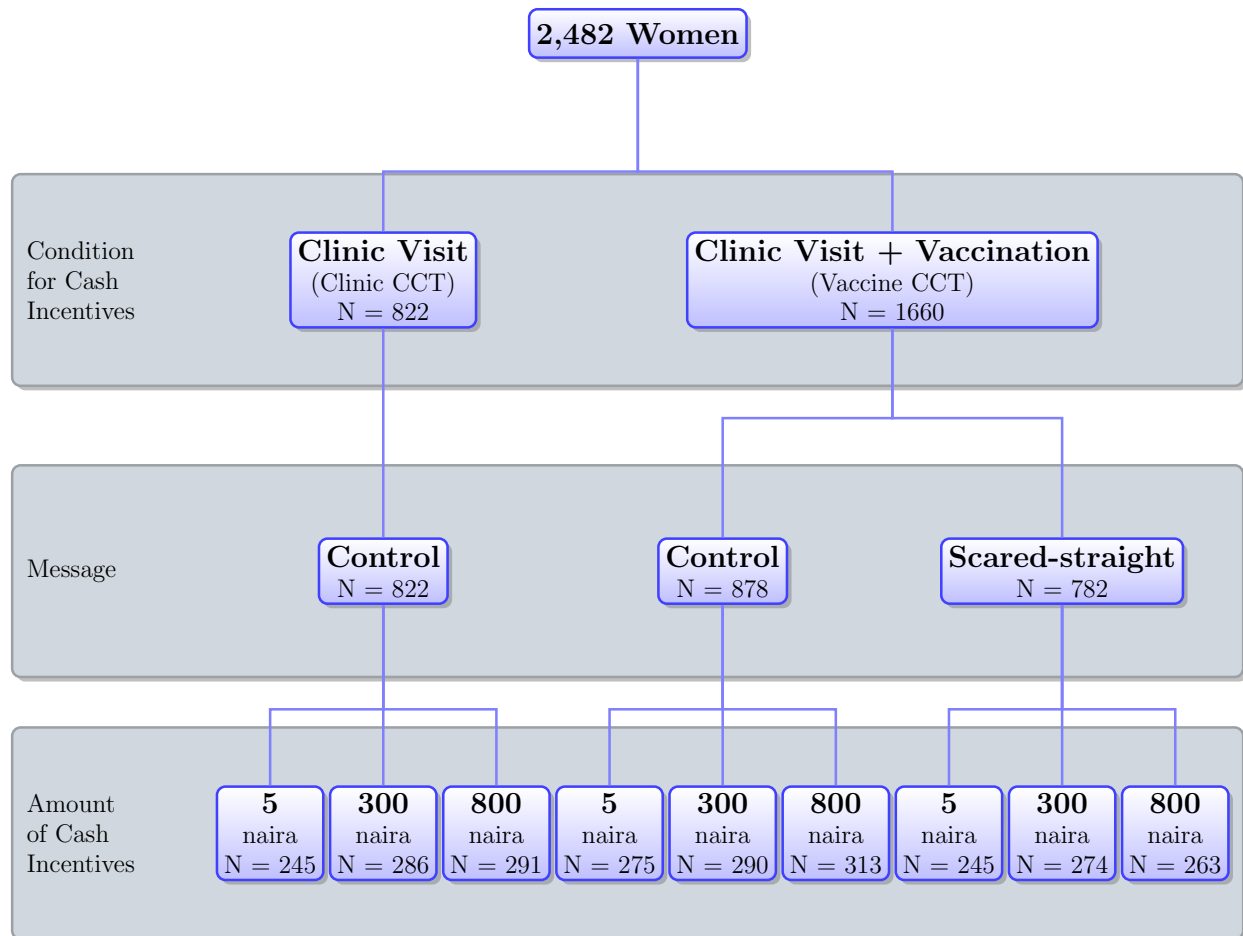 2,482 Women
Condition
for Cash
Incentives
Clinic Visit
(Clinic CCT)
N = 822
Clinic Visit + Vaccination
(Vaccine CCT)
N = 1660
Message
Control
N = 822
Control
N = 878
Scared-straight
N = 782
Amount
of Cash
Incentives
5
naira
N = 245
300
naira
N = 286
800
naira
N = 291
5
naira
N = 275
300
naira
N = 290
800
naira
N = 313
5
naira
N = 245
300
naira
N = 274
800
naira
N = 263